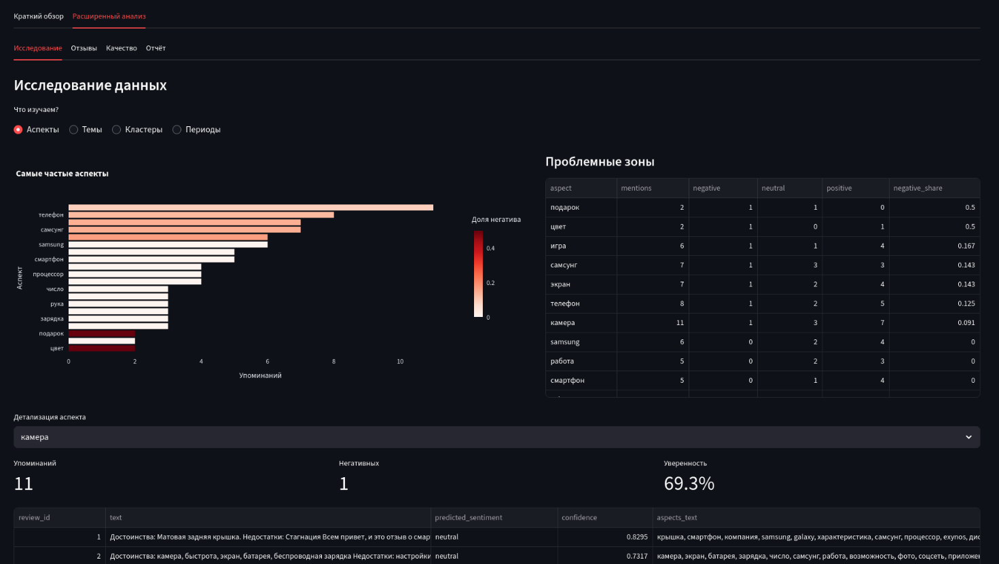 Краткий обзор Расширенный анализ
Исследование Отзывы Качество Отчёт
Исследование данных
Что изучаем?
Аспекты Темы Кластеры Периоды
Самые частые аспекты
Аспект
телефон
самсунг
samsung
смартфон
процессор
число
рука
зарядка
подарок
цвет
0 2 4 6 8 10
Упоминаний
Доля негатива
0.4
0.2
0
Проблемные зоны
aspect mentions negative neutral positive negative_share
подарок 2 1 1 0 0.5
цвет 2 1 0 1 0.5
игра 6 1 1 4 0.167
самсунг 7 1 3 3 0.143
экран 7 1 2 4 0.143
телефон 8 1 2 5 0.125
камера 11 1 3 7 0.091
samsung 6 0 2 4 0
работа 5 0 2 3 0
смартфон 5 0 1 4 0
Детализация аспекта
камера
Упоминаний Негативных Уверенность
11 1 69.3%
review_id text predicted_sentiment confidence aspects_text
1 Достоинства: Матовая задняя крышка. Недостатки: Стагнация Всем привет, и это отзыв о смар neutral 0.8295 крышка, смартфон, компания, samsung, galaxy, характеристика, самсунг, процессор, exynos, дис
2 Достоинства: камера, быстрота, экран, батарея, беспроводная зарядка Недостатки: настройки neutral 0.7317 камера, экран, батарея, зарядка, число, самсунг, работа, возможность, фото, соцсеть, приложен